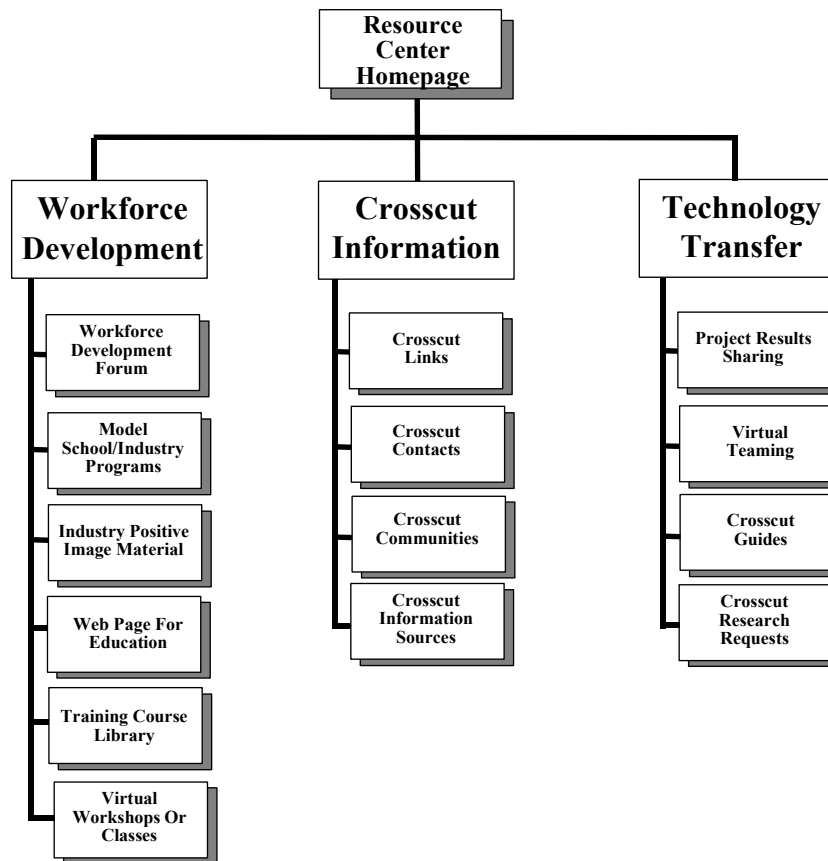 Resource
Center
Homepage
Workforce
Development
Crosscut
Information
Technology
Transfer
Workforce
Development
Forum
Model
School/Industry
Programs
Industry Positive
Image Material
Web Page For
Education
Training Course
Library
Virtual
Workshops Or
Classes
Crosscut
Links
Crosscut
Contacts
Crosscut
Communities
Crosscut
Information
Sources
Project Results
Sharing
Virtual
Teaming
Crosscut
Guides
Crosscut
Research
Requests